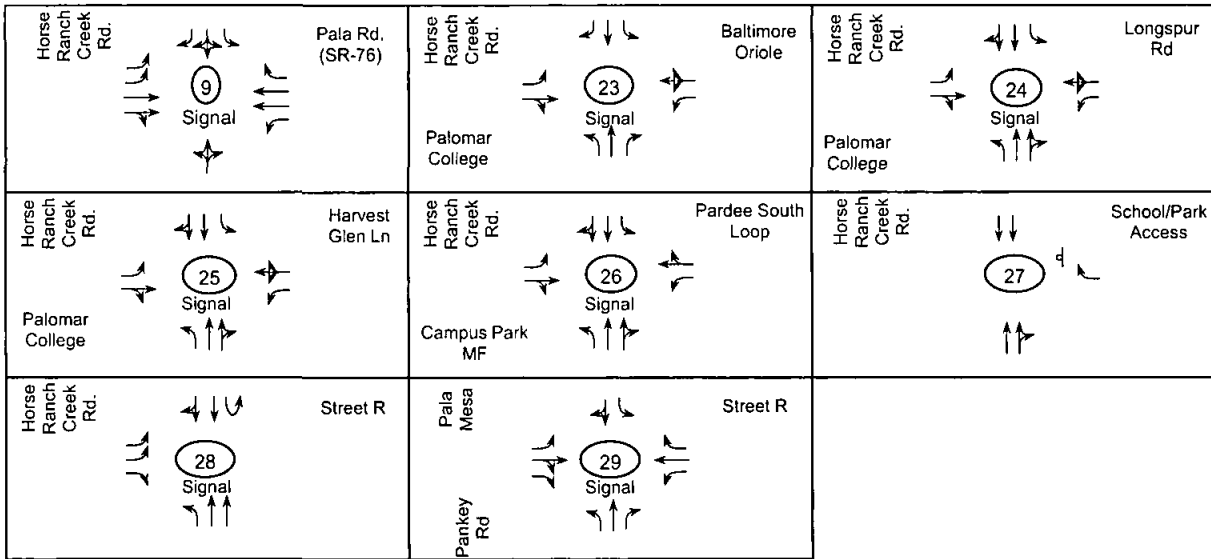 Horse
Ranch
Creek
Rd.
Pala Rd.
(SR-76)
9
Signal
Horse
Ranch
Creek
Rd.
Baltimore
Oriole
23
Signal
Palomar
College
Horse
Ranch
Creek
Rd.
Longspur
Rd
24
Signal
Palomar
College
Horse
Ranch
Creek
Rd.
Harvest
Glen Ln
25
Signal
Palomar
College
Horse
Ranch
Creek
Rd.
Pardee South
Loop
26
Signal
Campus Park
MF
Horse
Ranch
Creek
Rd.
School/Park
Access
27
Horse
Ranch
Creek
Rd.
Street R
28
Signal
Pala
Mesa
Street R
29
Signal
Pankey
Rd